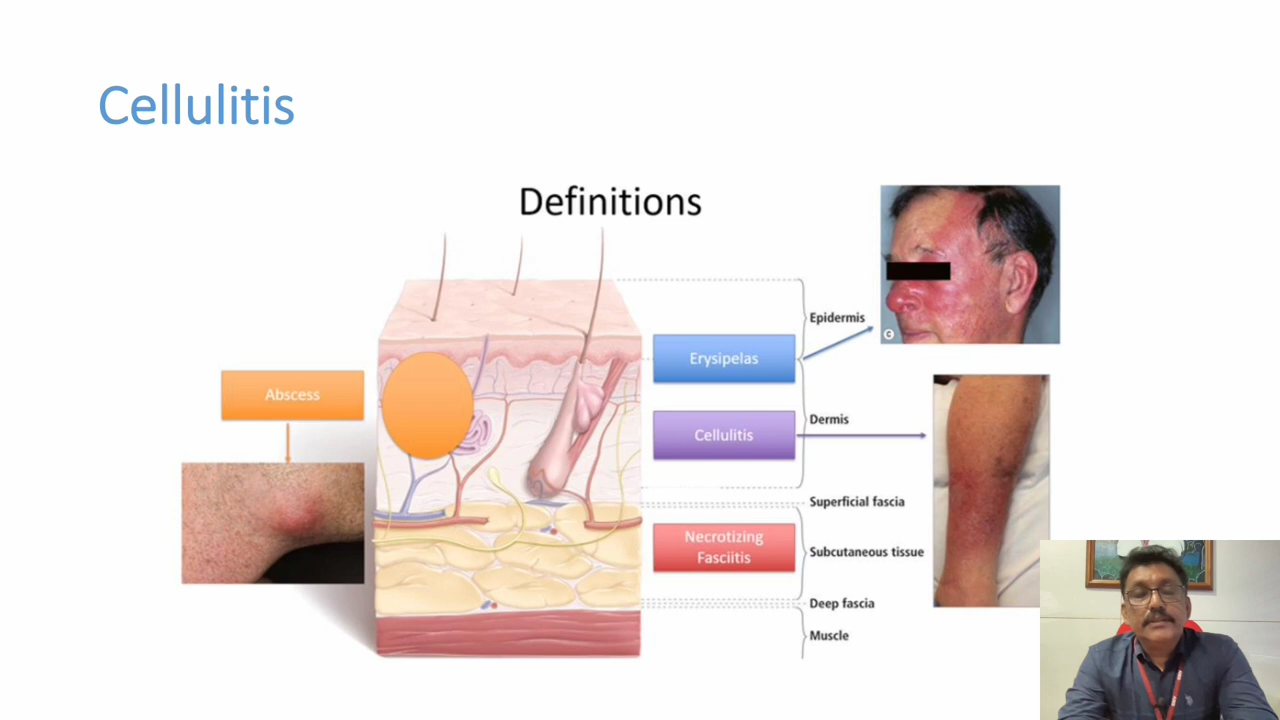 Cellulitis
Definitions
Epidermis
Erysipelas
Abscess
Dermis
Cellulitis
Superficial fascia
Necrotizing
Fasciitis
Subcutaneous tissue
Deep fascia
Muscle